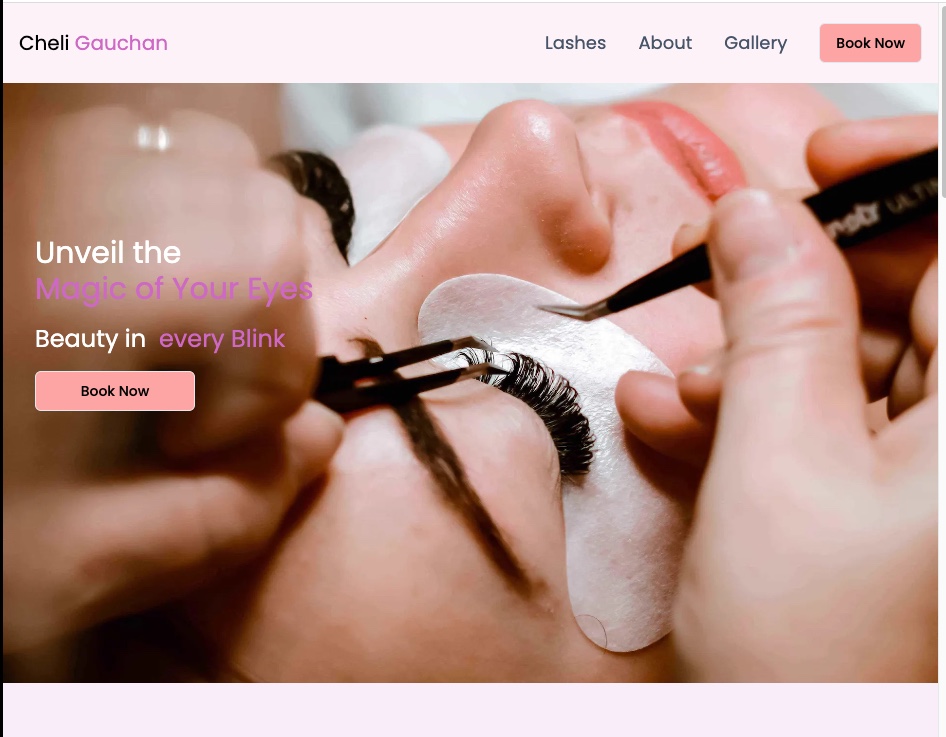 Cheli Gauchan
Lashes About Gallery Book Now
Unveil the
Magic of Your Eyes
Beauty in every Blink
Book Now